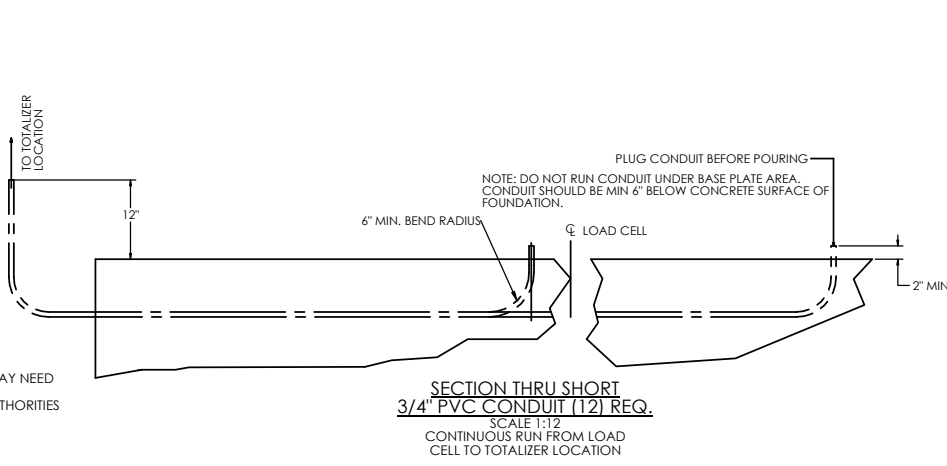 TO TOTALIZER
LOCATION
12"
PLUG CONDUIT BEFORE POURING
NOTE: DO NOT RUN CONDUIT UNDER BASE PLATE AREA.
CONDUIT SHOULD BE MIN 6" BELOW CONCRETE SURFACE OF
FOUNDATION.
6" MIN. BEND RADIUS
℄ LOAD CELL
2" MIN
AY NEED
THORITIES
SECTION THRU SHORT
3/4" PVC CONDUIT (12) REQ.
SCALE 1:12
CONTINUOUS RUN FROM LOAD
CELL TO TOTALIZER LOCATION